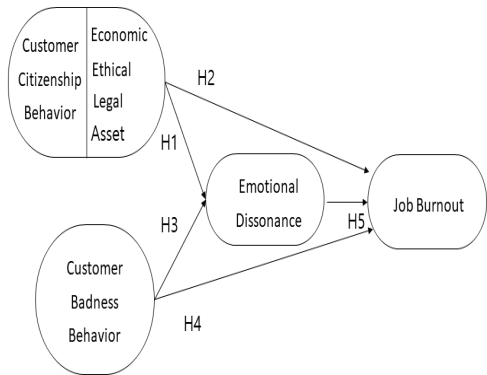 Customer
Citizenship
Behavior
Economic
Ethical
Legal
Asset
H2
H1
Emotional
Dissonance
Job Burnout
H3
H5
Customer
Badness
Behavior
H4